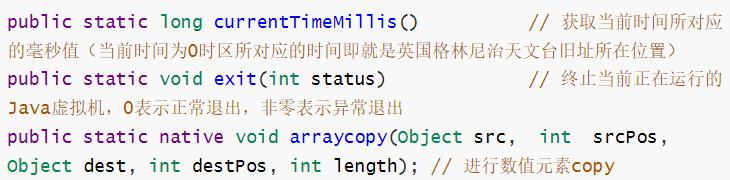 public static long currentTimeMillis() // 获取当前时间所对应
的毫秒值（当前时间为0时区所对应的时间即就是英国格林尼治天文台旧址所在位置）
public static void exit(int status) // 终止当前正在运行的
Java虚拟机，0表示正常退出，非零表示异常退出
public static native void arraycopy(Object src, int srcPos,
Object dest, int destPos, int length); // 进行数值元素copy